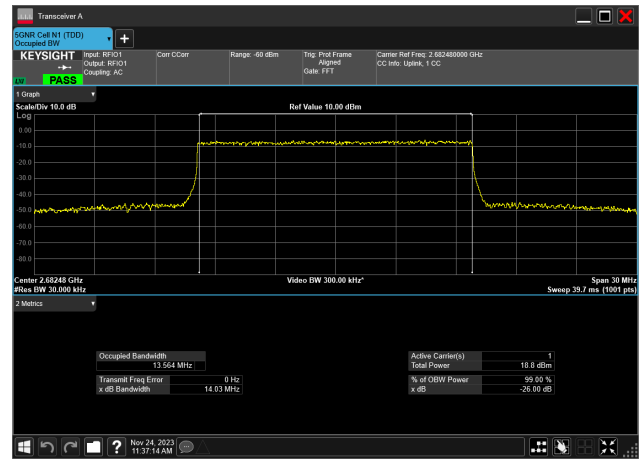 Transceiver A
5GNR Cell N1 (TDD)
Occupied BW
KEYSIGHT
LXI
PASS
Input: RFIO1
Output: RFIO1
Coupling: AC
Corr CCorr
Range: -60 dBm
Trig: Prot Frame
Aligned
Gate: FFT
Carrier Ref Freq: 2.682480000 GHz
CC Info: Uplink, 1 CC
1 Graph
Scale/Div 10.0 dB
Ref Value 10.00 dBm
Log
0.00
-10.0
-20.0
-30.0
-40.0
-50.0
-60.0
-70.0
-80.0
Center 2.68248 GHz
Video BW 300.00 kHz*
Span 30 MHz
#Res BW 30.000 kHz
Sweep 39.7 ms (1001 pts)
2 Metrics
Occupied Bandwidth
13.564 MHz
Active Carrier(s) 1
Total Power 18.8 dBm
Transmit Freq Error 0 Hz
x dB Bandwidth 14.03 MHz
% of OBW Power 99.00 %
x dB -26.00 dB
?
Nov 24, 2023
11:37:14 AM